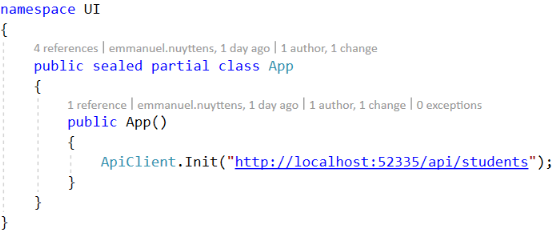 namespace UI
{
4 references | emmanuel.nuyttens, 1 day ago | 1 author, 1 change
public sealed partial class App
{
1 reference | emmanuel.nuyttens, 1 day ago | 1 author, 1 change | 0 exceptions
public App()
{
ApiClient.Init("http://localhost:52335/api/students");
}
}
}